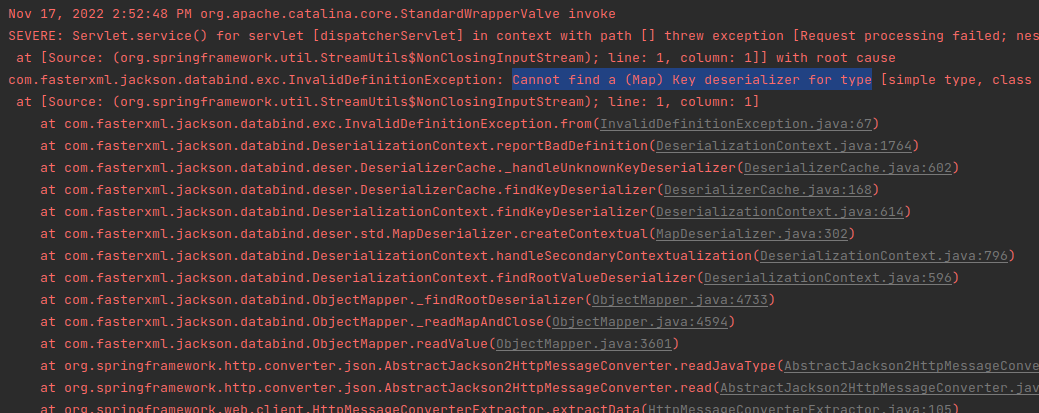 Nov 17, 2022 2:52:48 PM org.apache.catalina.core.StandardWrapperValve invoke
SEVERE: Servlet.service() for servlet [dispatcherServlet] in context with path [] threw exception [Request processing failed; nes
at [Source: (org.springframework.util.StreamUtils$NonClosingInputStream); line: 1, column: 1]] with root cause
com.fasterxml.jackson.databind.exc.InvalidDefinitionException: Cannot find a (Map) Key deserializer for type [simple type, class
at [Source: (org.springframework.util.StreamUtils$NonClosingInputStream); line: 1, column: 1]
at com.fasterxml.jackson.databind.exc.InvalidDefinitionException.from(InvalidDefinitionException.java:67)
at com.fasterxml.jackson.databind.DeserializationContext.reportBadDefinition(DeserializationContext.java:1764)
at com.fasterxml.jackson.databind.deser.DeserializerCache._handleUnknownKeyDeserializer(DeserializerCache.java:602)
at com.fasterxml.jackson.databind.deser.DeserializerCache.findKeyDeserializer(DeserializerCache.java:168)
at com.fasterxml.jackson.databind.DeserializationContext.findKeyDeserializer(DeserializationContext.java:614)
at com.fasterxml.jackson.databind.deser.std.MapDeserializer.createContextual(MapDeserializer.java:302)
at com.fasterxml.jackson.databind.DeserializationContext.handleSecondaryContextualization(DeserializationContext.java:796)
at com.fasterxml.jackson.databind.DeserializationContext.findRootValueDeserializer(DeserializationContext.java:596)
at com.fasterxml.jackson.databind.ObjectMapper._findRootDeserializer(ObjectMapper.java:4733)
at com.fasterxml.jackson.databind.ObjectMapper._readMapAndClose(ObjectMapper.java:4594)
at com.fasterxml.jackson.databind.ObjectMapper.readValue(ObjectMapper.java:3601)
at org.springframework.http.converter.json.AbstractJackson2HttpMessageConverter.readJavaType(AbstractJackson2HttpMessageConve
at org.springframework.http.converter.json.AbstractJackson2HttpMessageConverter.read(AbstractJackson2HttpMessageConverter.jav
at org.springframework.web.client.HttpMessageConverterExtractor.extractData(HttpMessageConverterExtractor.java:105)